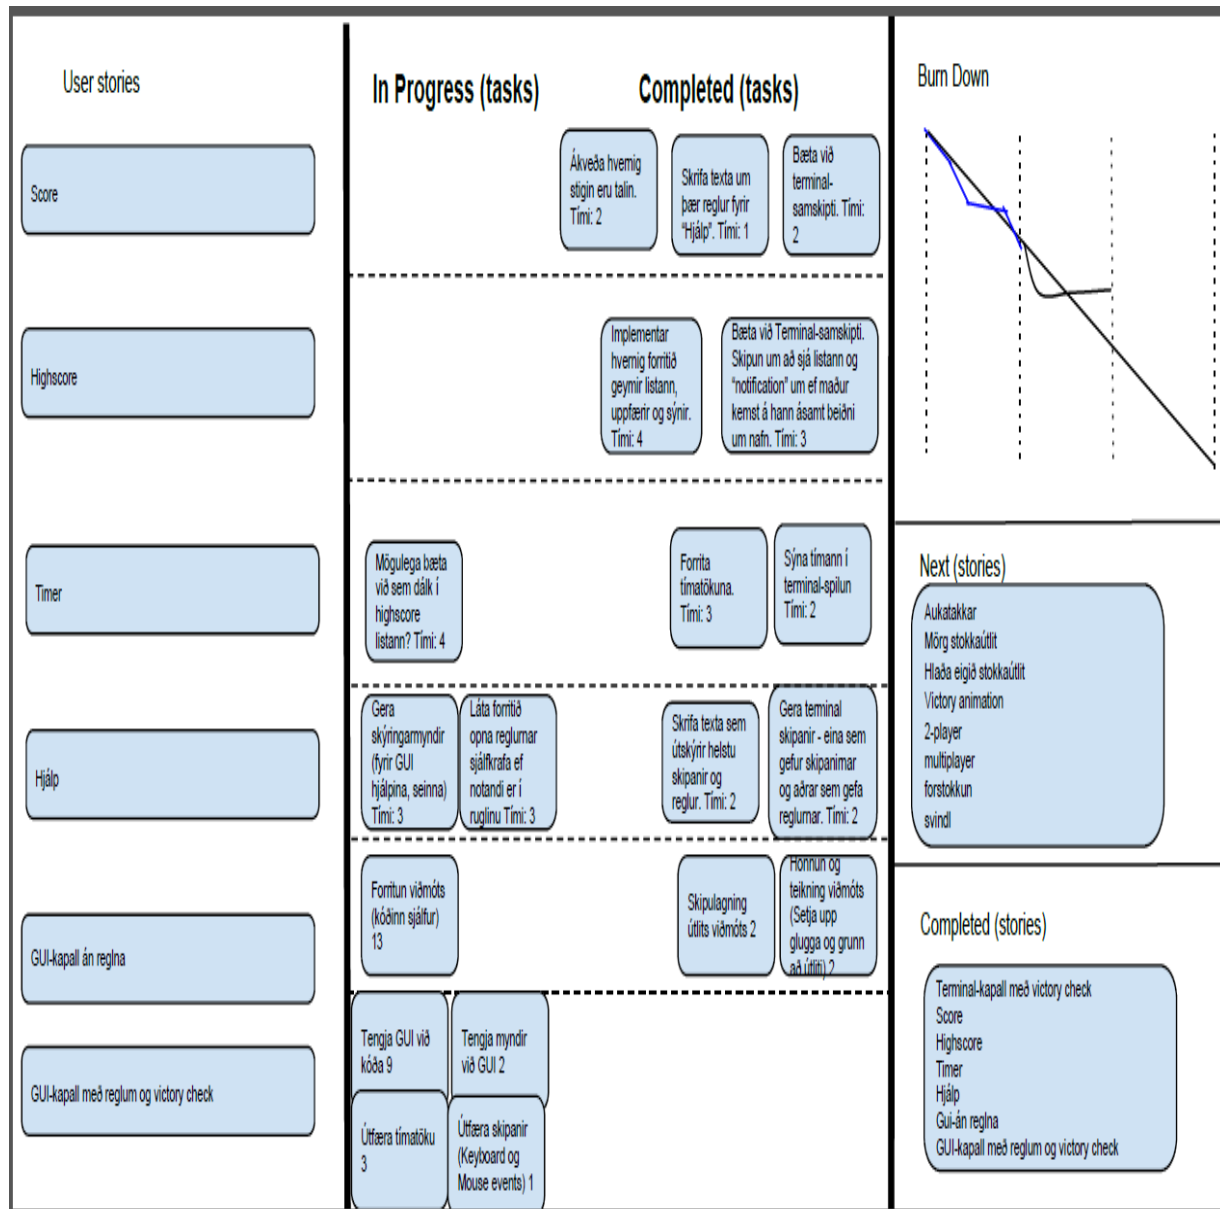 User stories
In Progress (tasks)
Completed (tasks)
Burn Down
Score
Ákveða hvernig
stigin eru talin.
Tími: 2
Skrifa texta um
þær reglur fyrir
“Hjálp”. Tími: 1
Bæta við
terminal-
samskipti. Tími:
2
Highscore
Implementar
hvernig forritið
geymir listann,
uppfærir og sýnir.
Tími: 4
Bæta við Terminal-samskipti.
Skipun um að sjá listann og
“notification” um ef maður
kemst á hann ásamt beiðni
um nafn. Tími: 3
Timer
Mögulega bæta
við sem dálk í
highscore
listann? Tími: 4
Forrita
tímatökuna.
Tími: 3
Sýna tímann í
terminal-spilun
Tími: 2
Hjálp
Gera
skýringarmyndir
(fyrir GUI
hjálpina, seinna)
Tími: 3
Láta forritið
opna reglurnar
sjálfkrafa ef
notandi er í
ruglinu Tími: 3
Skrifa texta sem
útskýrir helstu
skipanir og
reglur. Tími: 2
Gera terminal
skipanir - eina sem
gefur skipanirnar
og aðrar sem gefa
reglurnar. Tími: 2
GUI-kapall án reglna
Forritun viðmóts
(kóðinn sjálfur)
13
Skipulagning
útlits viðmóts 2
Hönnun og
teikning viðmóts
(Setja upp
glugga og grunn
að útliti) 2
GUI-kapall með reglum og victory check
Tengja GUI við
kóða 9
Tengja myndir
við GUI 2
Útfæra tímatöku
3
Útfæra skipanir
(Keyboard og
Mouse events) 1
Next (stories)
Aukatakkar
Mörg stokkaútlit
Hlaða eigið stokkaútlit
Victory animation
2-player
multiplayer
forstokkun
svindl
Completed (stories)
Terminal-kapall með victory check
Score
Highscore
Timer
Hjálp
Gui-án reglna
GUI-kapall með reglum og victory check